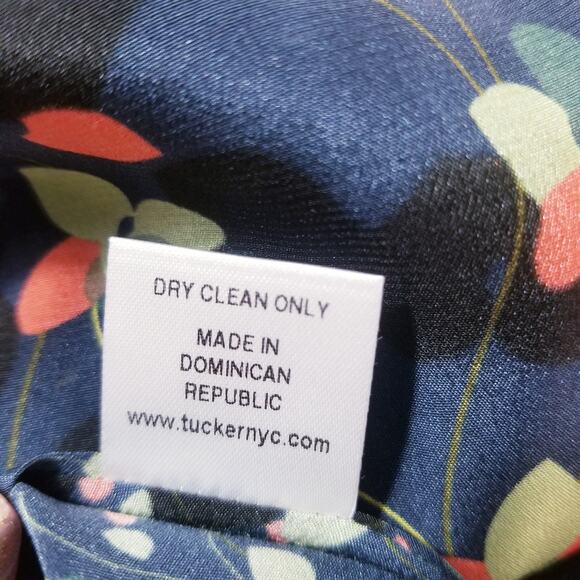 DRY CLEAN ONLY
MADE IN
DOMINICAN
REPUBLIC
www.tuckernyc.com